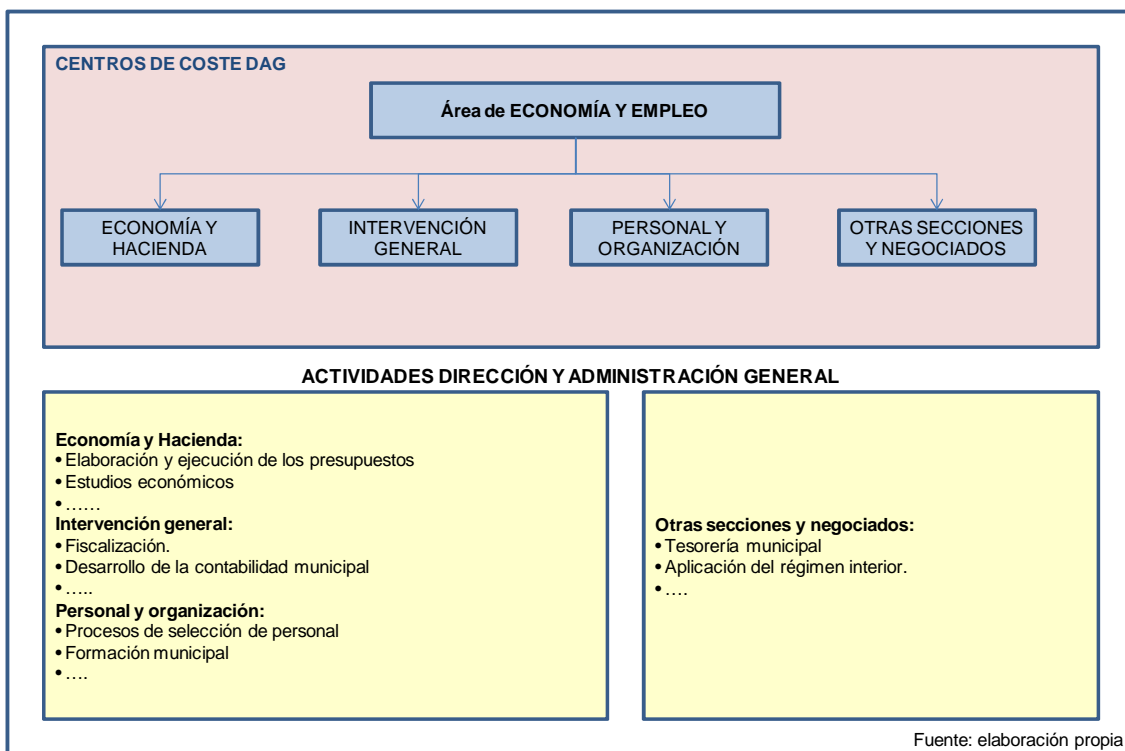 CENTROS DE COSTE DAG
Área de ECONOMÍA Y EMPLEO
ECONOMÍA Y
HACIENDA
INTERVENCIÓN
GENERAL
PERSONAL Y
ORGANIZACIÓN
OTRAS SECCIONES
Y NEGOCIADOS
ACTIVIDADES DIRECCIÓN Y ADMINISTRACIÓN GENERAL
Economía y Hacienda:
• Elaboración y ejecución de los presupuestos
• Estudios económicos
• ……
Intervención general:
• Fiscalización.
• Desarrollo de la contabilidad municipal
• …..
Personal y organización:
• Procesos de selección de personal
• Formación municipal
• ….
Otras secciones y negociados:
• Tesorería municipal
• Aplicación del régimen interior.
• ….
Fuente: elaboración propia